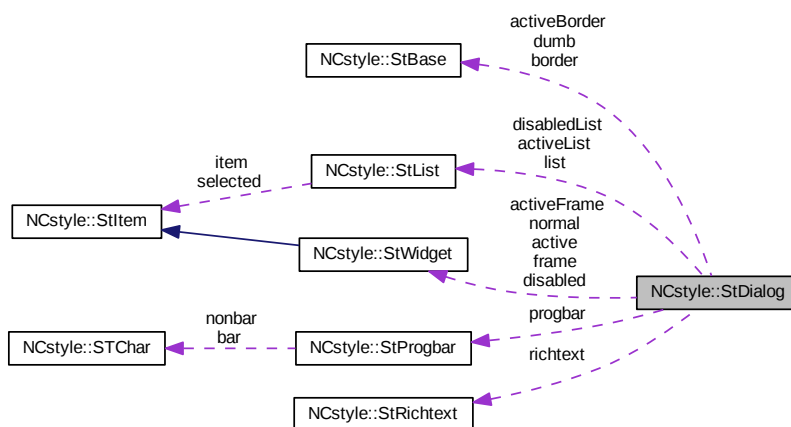 activeBorder
dumb
border
NCstyle::StBase
disabledList
activeList
list
item
selected
NCstyle::StList
NCstyle::StItem
activeFrame
normal
active
frame
disabled
NCstyle::StWidget
NCstyle::StDialog
progbar
nonbar
bar
NCstyle::STChar
NCstyle::StProgbar
richtext
NCstyle::StRichtext